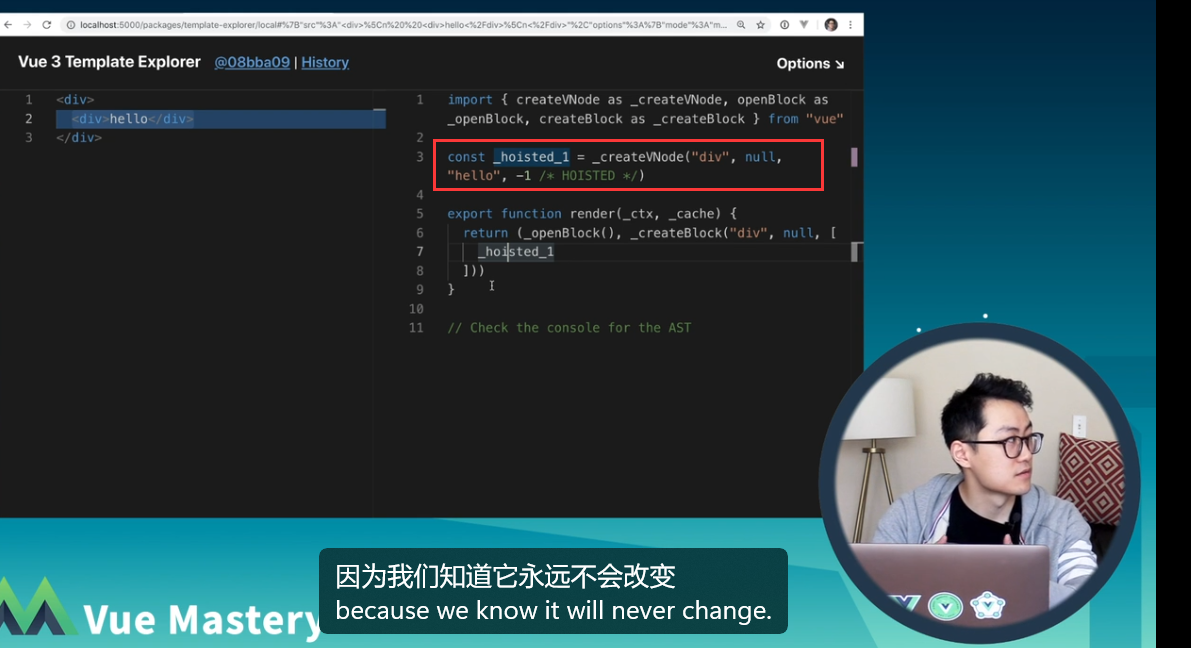 localhost:5000/packages/template-explorer/local#%7B"src"%3A"<div>%5Cn%20%20<div>hello<%2Fdiv>%5Cn<%2Fdiv>"%2C"options"%3A%7B"mode"%3A"m...
Vue 3 Template Explorer @08bba09 | History
Options ↘
1 <div>
2 <div>hello</div>
3 </div>
1 import { createVNode as _createVNode, openBlock as
_openBlock, createBlock as _createBlock } from "vue"
2
3 const _hoisted_1 = _createVNode("div", null,
"hello", -1 /* HOISTED */)
4
5 export function render(_ctx, _cache) {
6 return (_openBlock(), _createBlock("div", null, [
7 _hoisted_1
8 ]))
9 }
10
11 // Check the console for the AST
因为我们知道它永远不会改变
because we know it will never change.
Vue Mastery